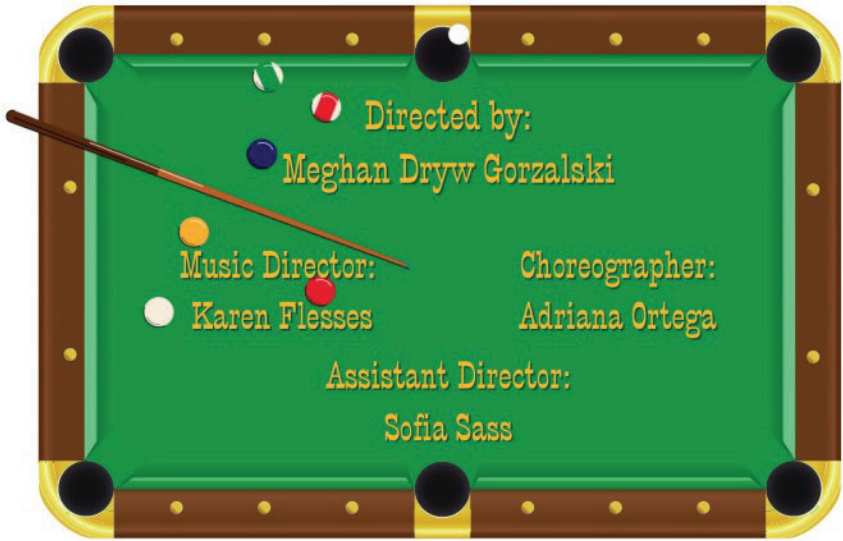 Directed by:
Meghan Dryw Gorzalski
Music Director:
Karen Flesses
Choreographer:
Adriana Ortega
Assistant Director:
Sofia Sass